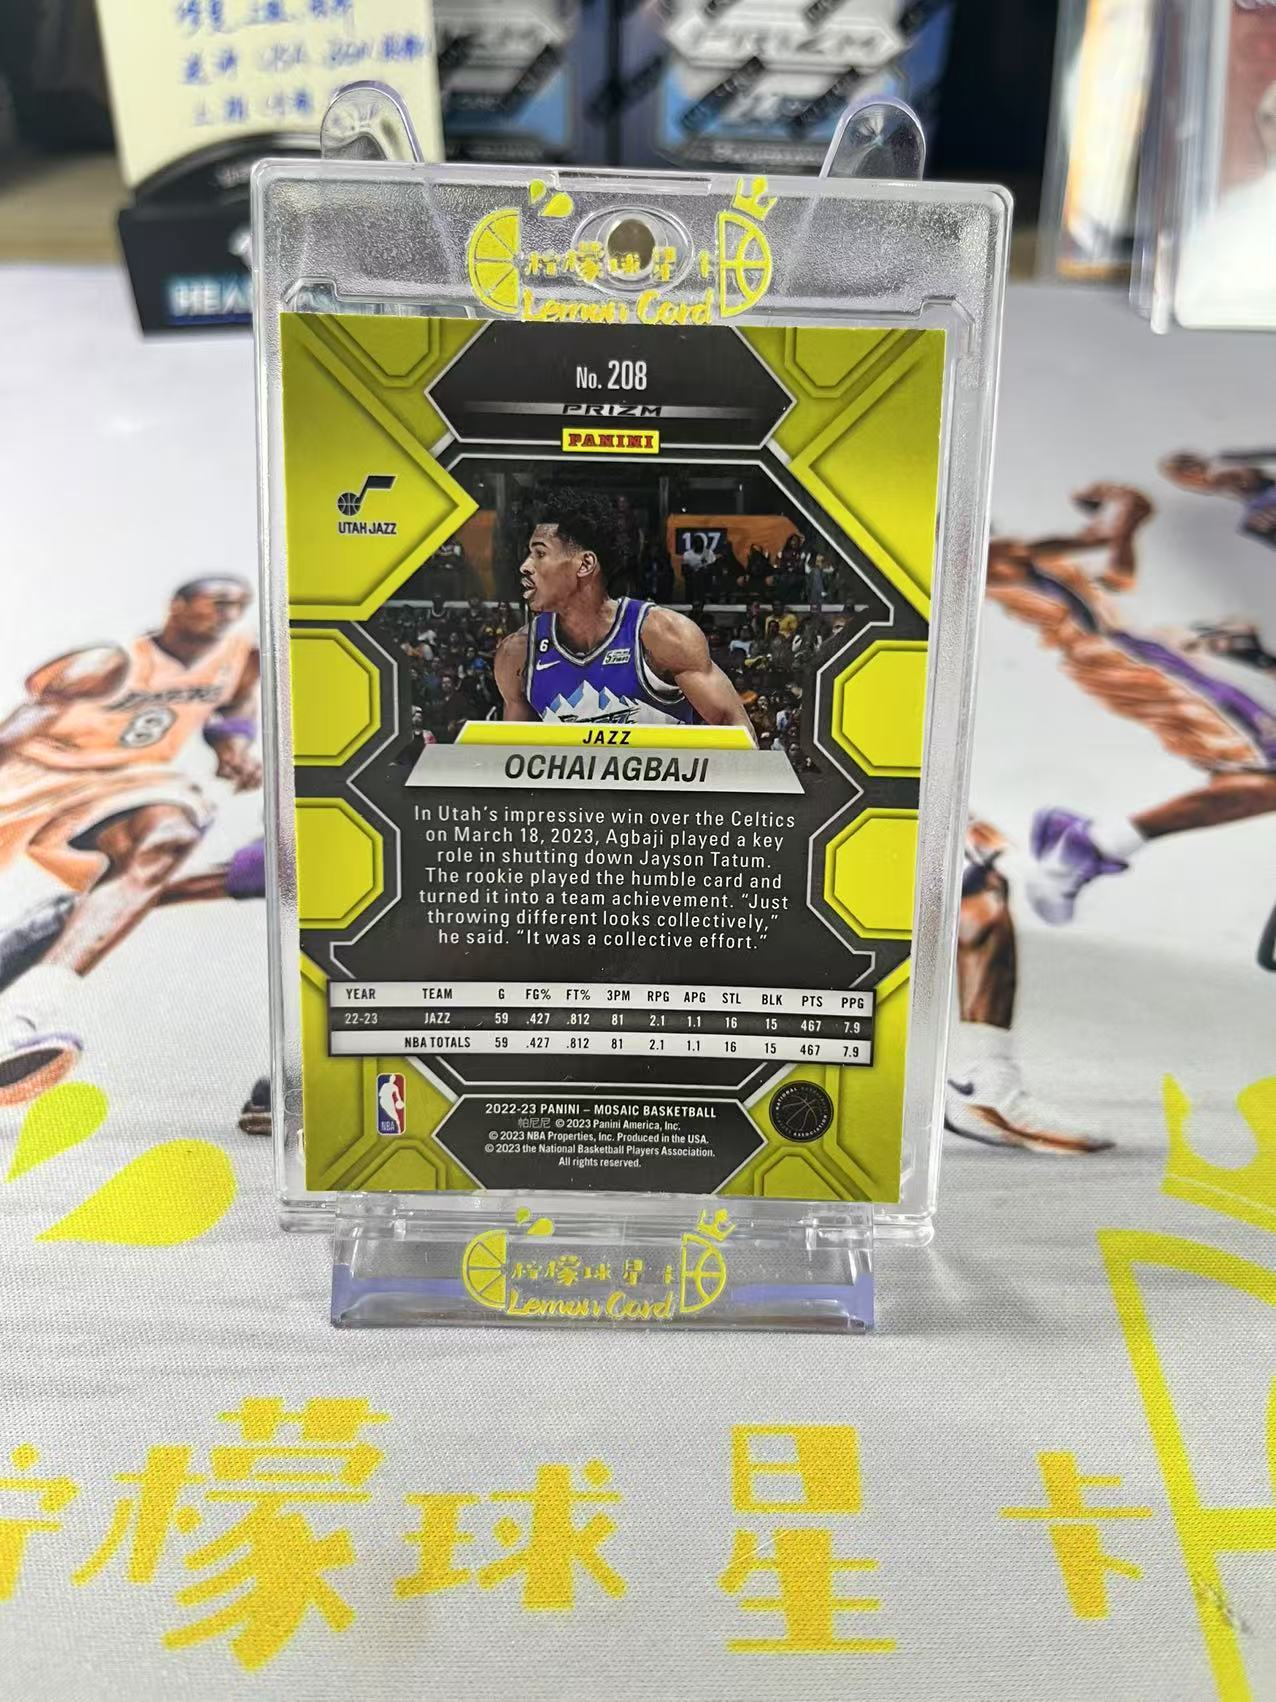 PRIZM
柠檬球星卡
Lemon Card
No. 208
PRIZM
PANINI
UTAH JAZZ
107
6
JAZZ
OCHAI AGBAJI
In Utah's impressive win over the Celtics
on March 18, 2023, Agbaji played a key
role in shutting down Jayson Tatum.
The rookie played the humble card and
turned it into a team achievement. “Just
throwing different looks collectively,”
he said. “It was a collective effort.”
YEAR TEAM G FG% FT% 3PM RPG APG STL BLK PTS PPG
22-23 JAZZ 59 .427 .812 81 2.1 1.1 16 15 467 7.9
NBA TOTALS 59 .427 .812 81 2.1 1.1 16 15 467 7.9
NBA
2022-23 PANINI – MOSAIC BASKETBALL
帕尼尼 © 2023 Panini America, Inc.
© 2023 NBA Properties, Inc. Produced in the USA.
© 2023 the National Basketball Players Association.
All rights reserved.
8
柠檬球星卡
Lemon Card
柠檬球星卡